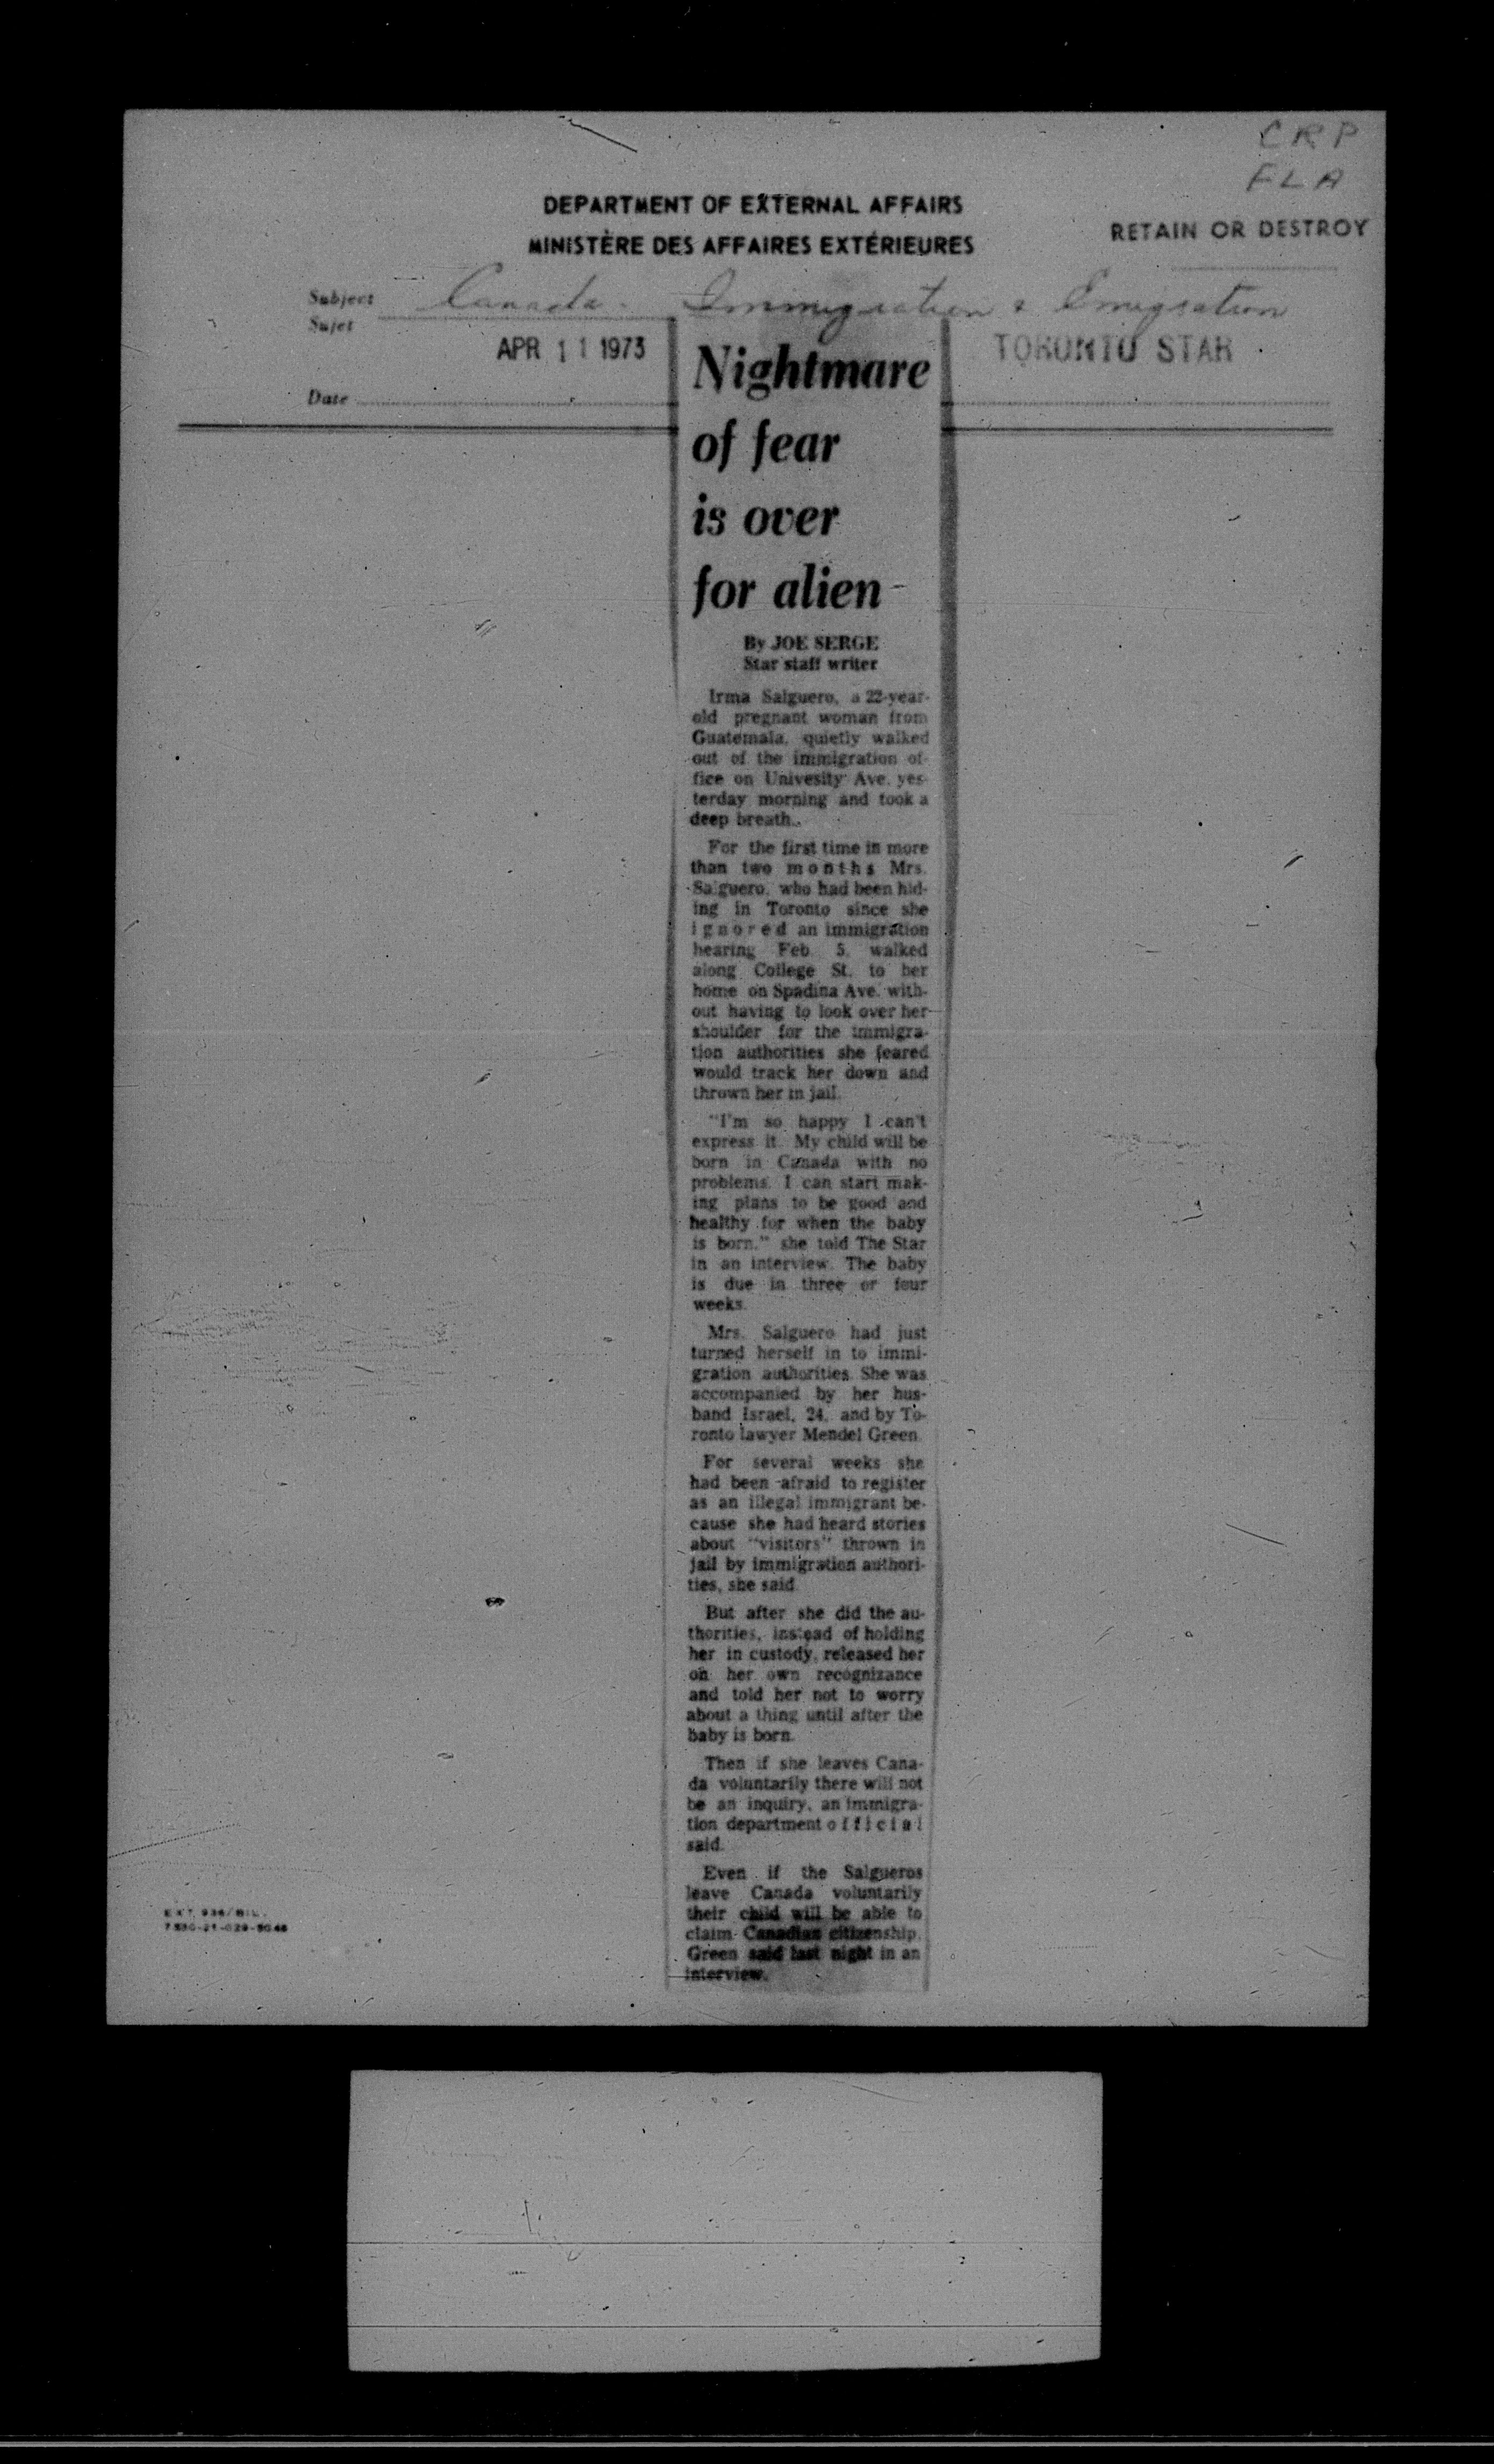 CRP
FLA
DEPARTMENT OF EXTERNAL AFFAIRS
MINISTÈRE DES AFFAIRES EXTÉRIEURES
RETAIN OR DESTROY
Subject Canada - Immigration & Emigration
Sujet
APR 11 1973
TORONTO STAR
Date
Nightmare
of fear
is over
for alien
By JOE SERGE
Star staff writer
Irma Salguero, a 22-year-
old pregnant woman from
Guatemala, quietly walked
out of the immigration of-
fice on Univesity Ave. yes-
terday morning and took a
deep breath.
For the first time in more
than two months Mrs.
Salguero, who had been hid-
ing in Toronto since she
ignored an immigration
hearing Feb. 5, walked
along College St. to her
home on Spadina Ave. with-
out having to look over her
shoulder for the immigra-
tion authorities she feared
would track her down and
thrown her in jail.
"I'm so happy I can't
express it. My child will be
born in Canada with no
problems. I can start mak-
ing plans to be good and
healthy for when the baby
is born." she told The Star
in an interview. The baby
is due in three or four
weeks.
Mrs. Salguero had just
turned herself in to immi-
gration authorities. She was
accompanied by her hus-
band Israel, 24, and by To-
ronto lawyer Mendel Green.
For several weeks she
had been afraid to register
as an illegal immigrant be-
cause she had heard stories
about "visitors" thrown in
jail by immigration authori-
ties, she said.
But after she did the au-
thorities, instead of holding
her in custody, released her
on her own recognizance
and told her not to worry
about a thing until after the
baby is born.
Then if she leaves Cana-
da voluntarily there will not
be an inquiry, an immigra-
tion department official
said.
Even if the Salgueros
leave Canada voluntarily
their child will be able to
claim Canadian citizenship,
Green said last night in an
interview.
EXT 936/BIL.
7530-21-029-5046